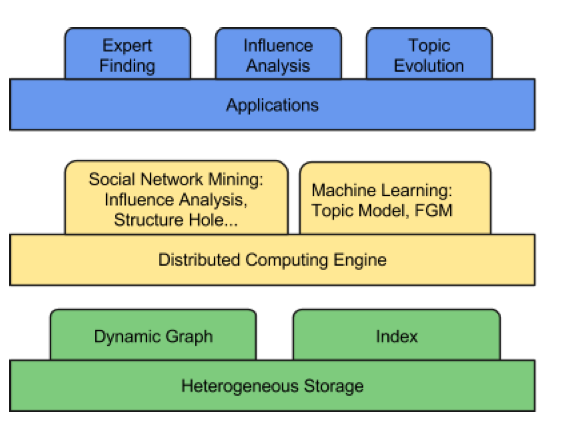 Expert
Finding
Influence
Analysis
Topic
Evolution
Applications
Social Network Mining:
Influence Analysis,
Structure Hole...
Machine Learning:
Topic Model, FGM
Distributed Computing Engine
Dynamic Graph
Index
Heterogeneous Storage